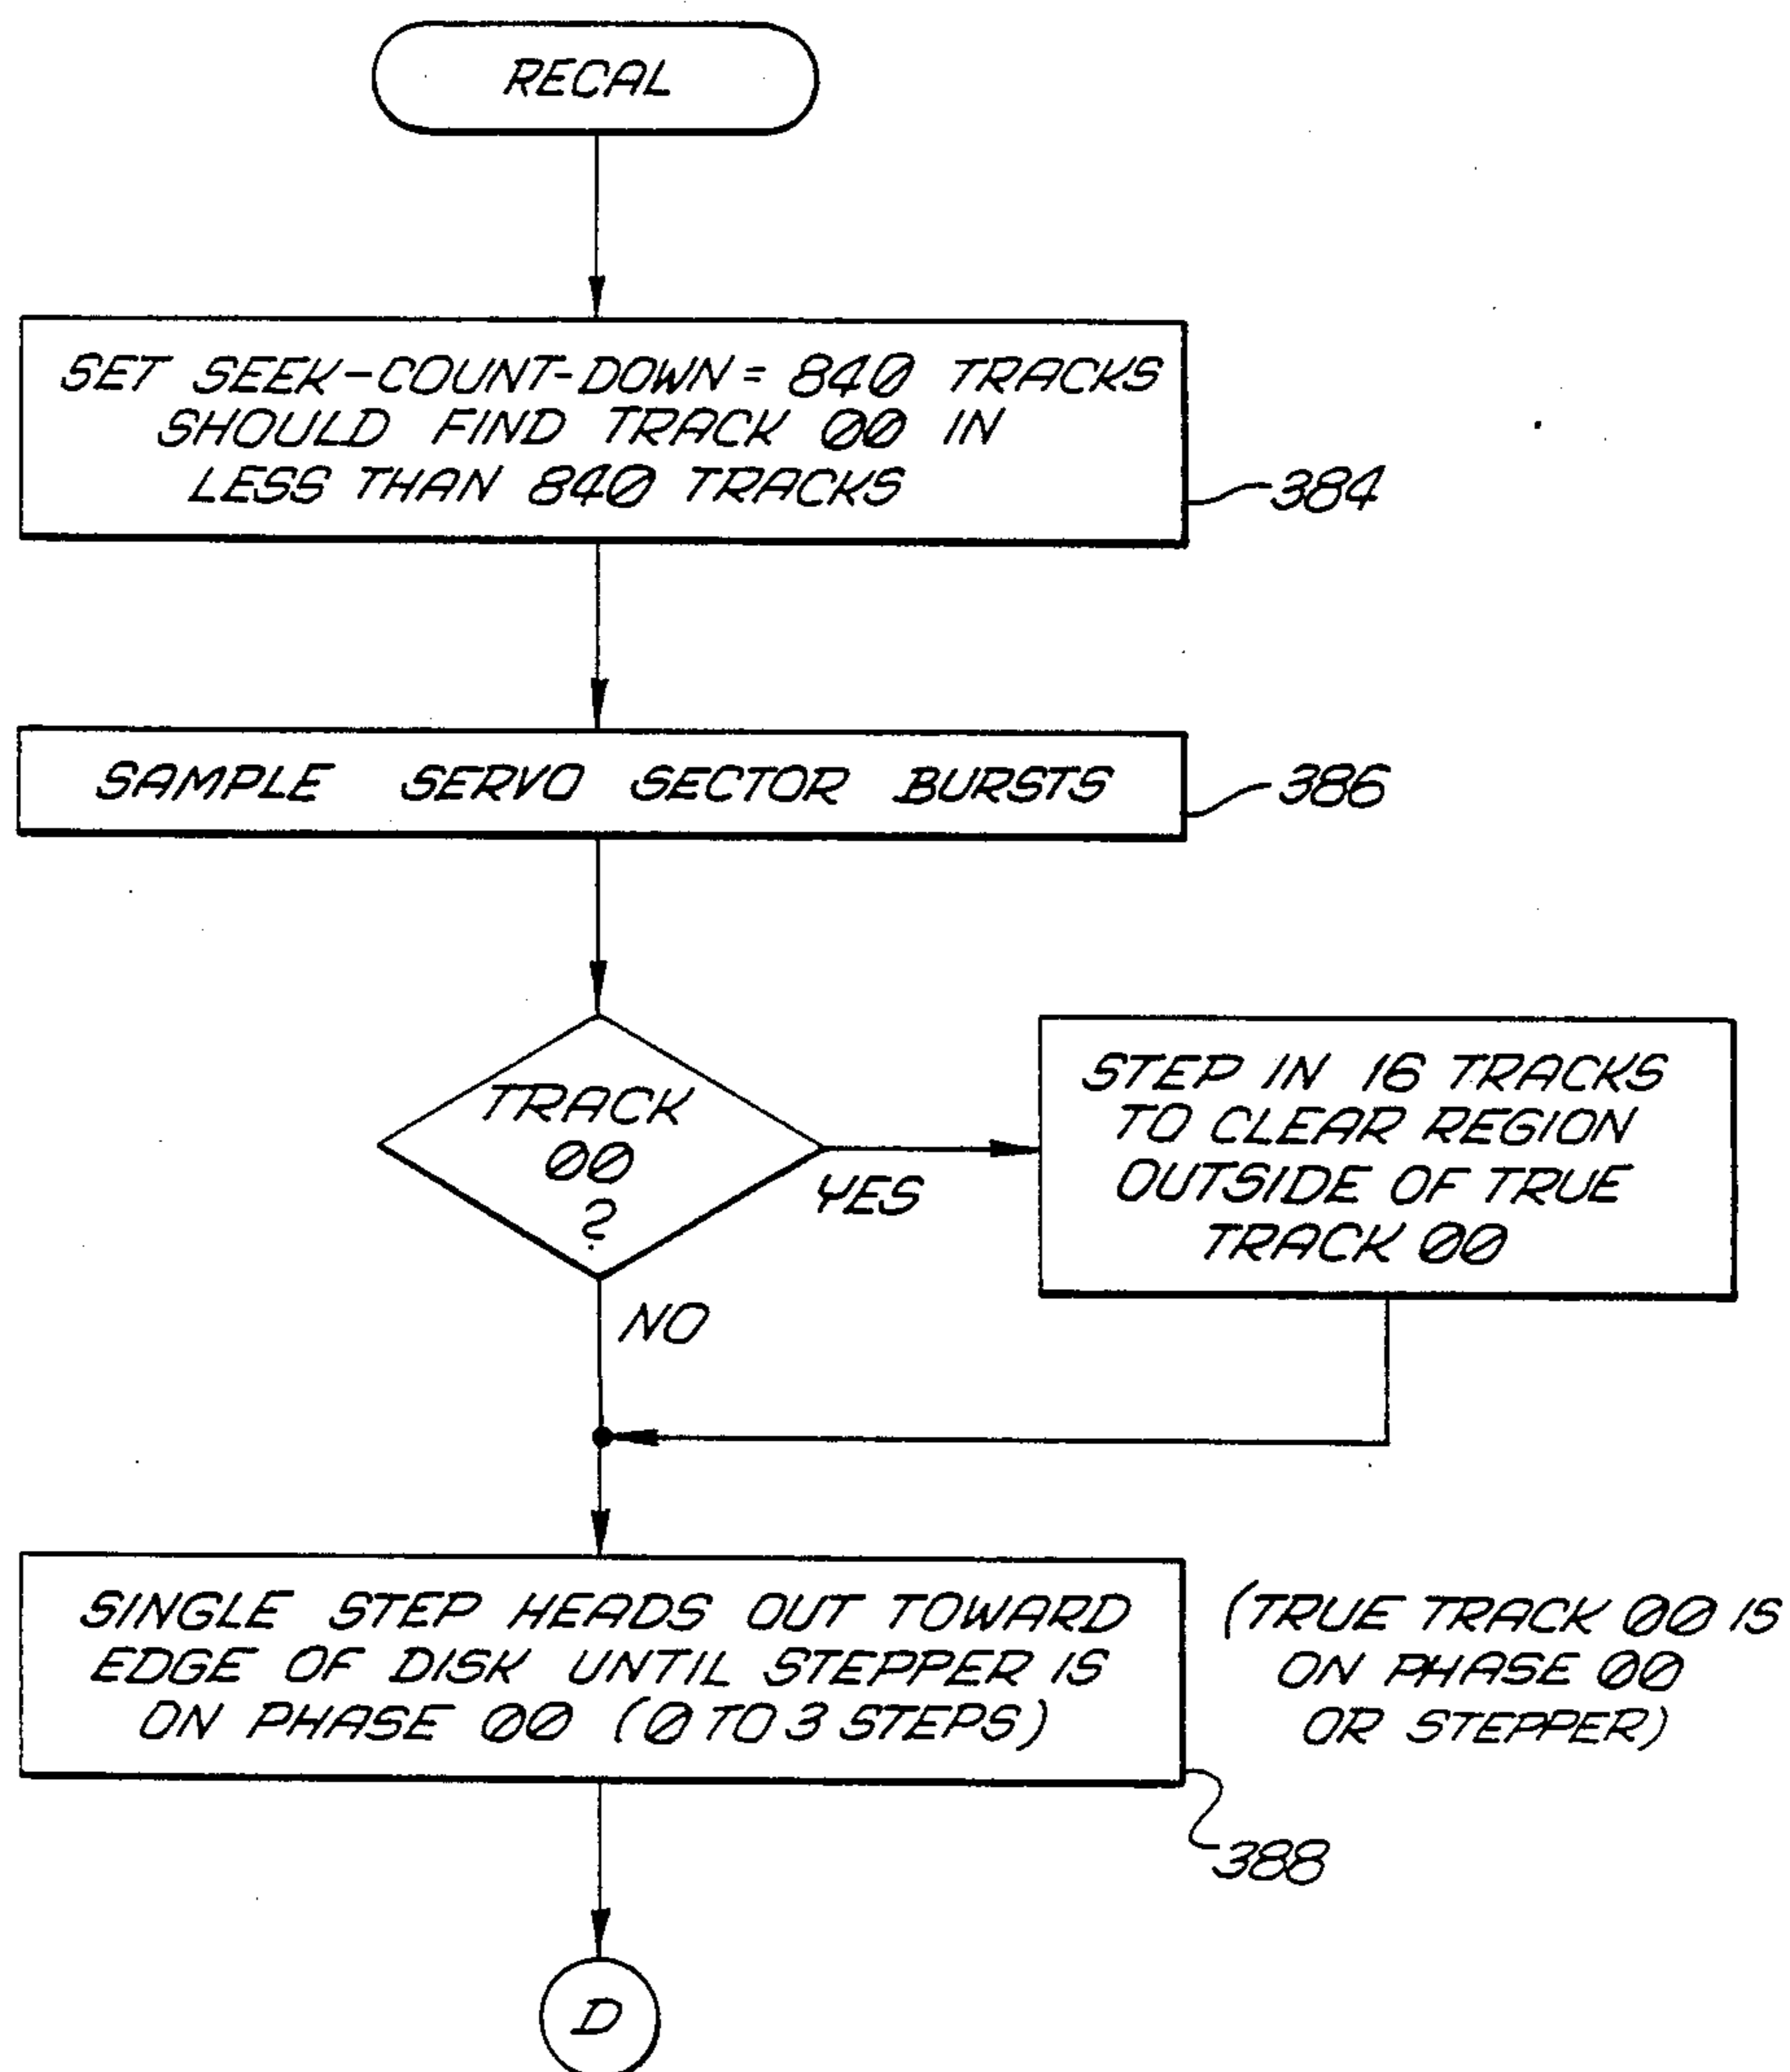 RECAL
SET SEEK-COUNT-DOWN = 840 TRACKS
SHOULD FIND TRACK 00 IN
LESS THAN 840 TRACKS
384
SAMPLE SERVO SECTOR BURSTS
386
TRACK
00
?
YES
STEP IN 16 TRACKS
TO CLEAR REGION
OUTSIDE OF TRUE
TRACK 00
NO
SINGLE STEP HEADS OUT TOWARD
EDGE OF DISK UNTIL STEPPER IS
ON PHASE 00 (0 TO 3 STEPS)
(TRUE TRACK 00 IS
ON PHASE 00
OR STEPPER)
388
D